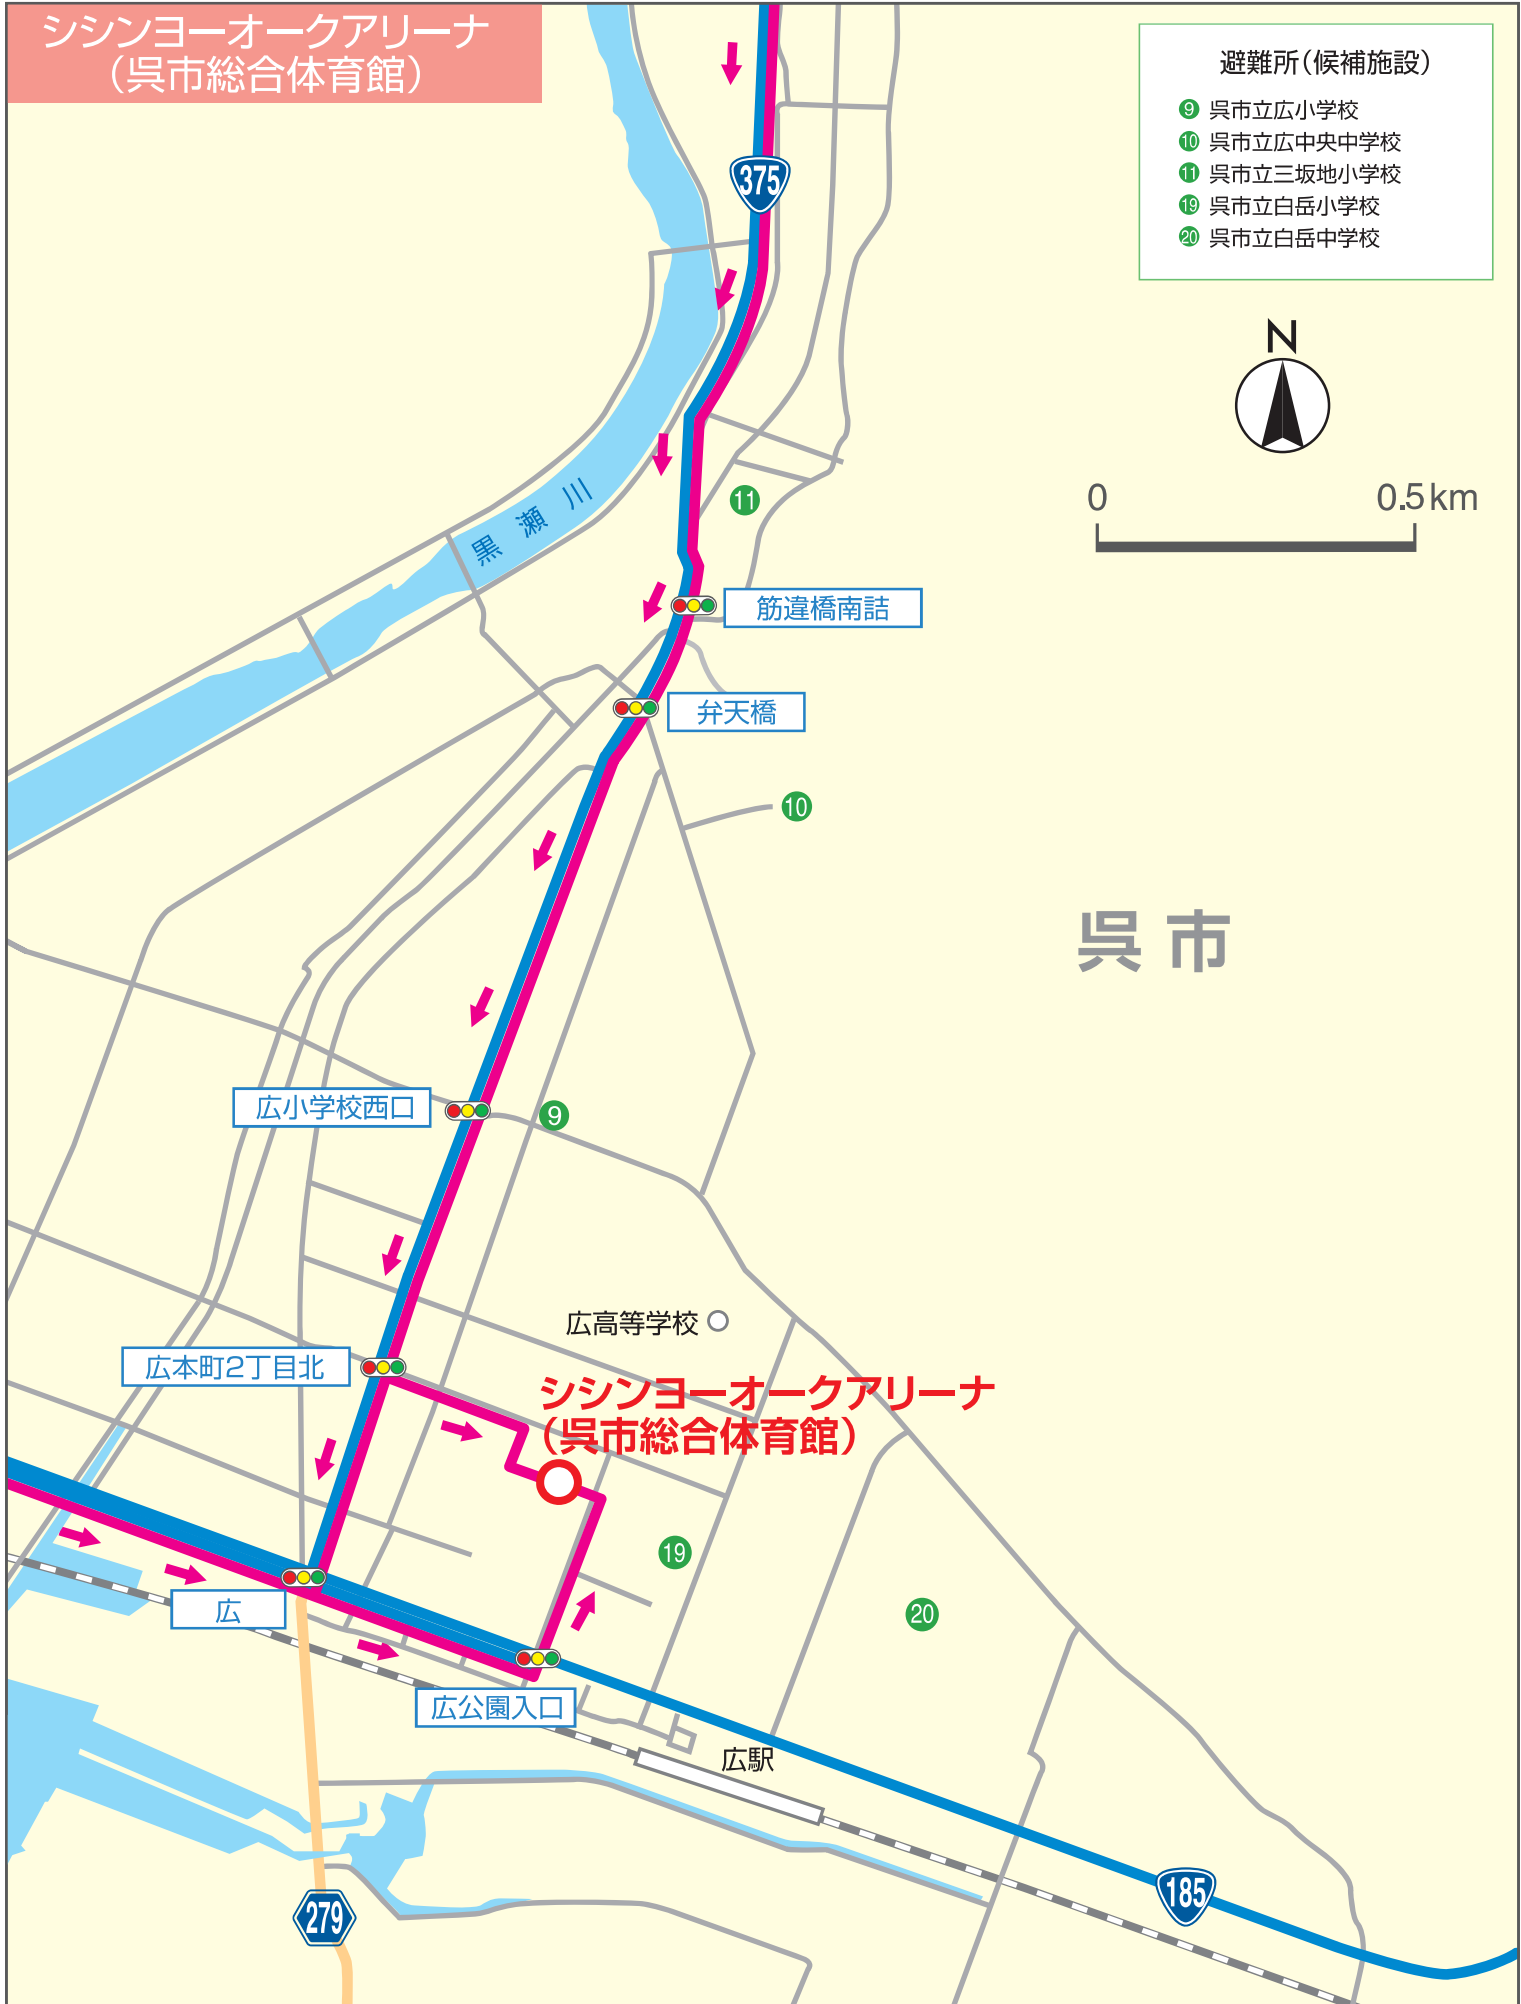 シシンヨーオークアリーナ
（呉市総合体育館）
避難所（候補施設）
9 呉市立広小学校
10 呉市立広中央中学校
11 呉市立三坂地小学校
19 呉市立白岳小学校
20 呉市立白岳中学校
375
N
0 0.5km
黒瀬川
11
筋違橋南詰
弁天橋
10
呉市
広小学校西口
9
広高等学校
広本町2丁目北
シシンヨーオークアリーナ
（呉市総合体育館）
19
広
20
広公園入口
広駅
185
279